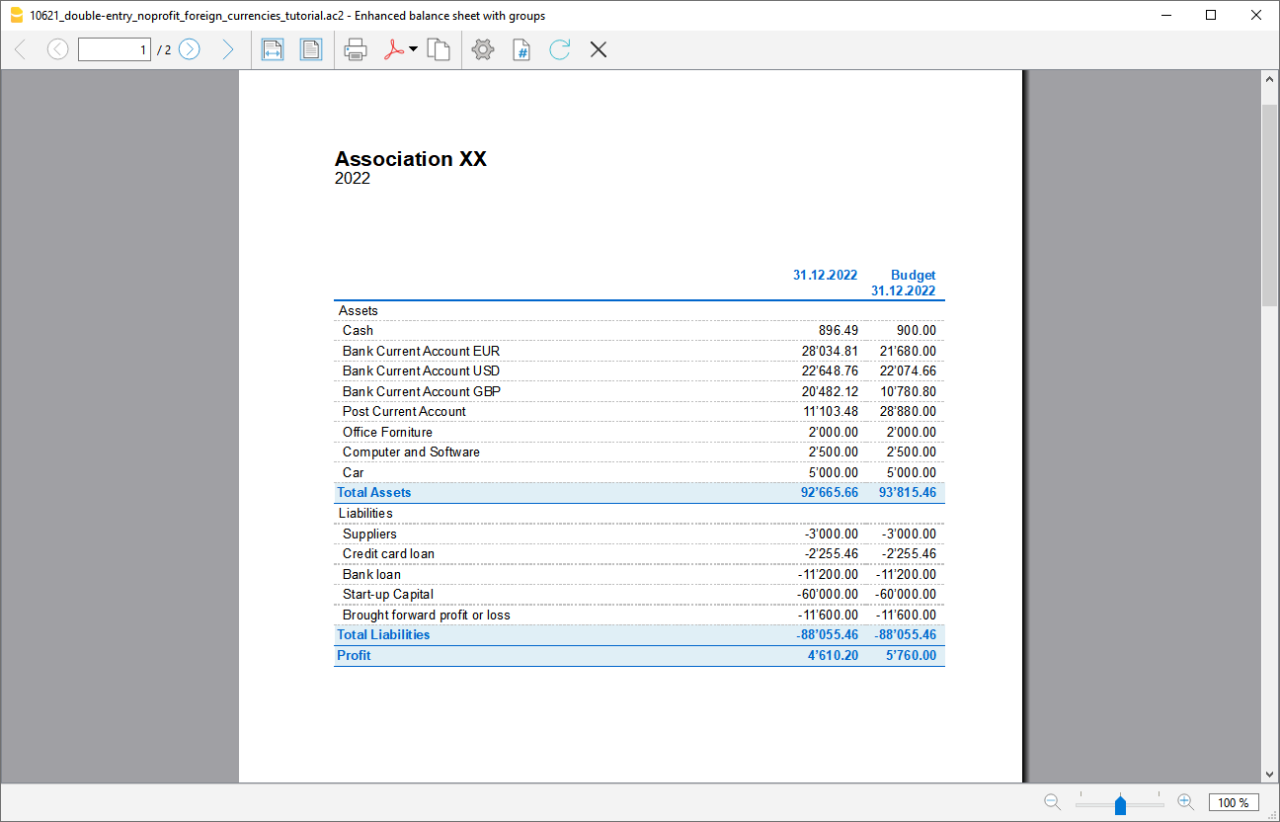 10621_double-entry_noprofit_foreign_currencies_tutorial.ac2 - Enhanced balance sheet with groups
1 / 2
#
Association XX
2022
31.12.2022 Budget
31.12.2022
Assets
Cash 896.49 900.00
Bank Current Account EUR 28'034.81 21'680.00
Bank Current Account USD 22'648.76 22'074.66
Bank Current Account GBP 20'482.12 10'780.80
Post Current Account 11'103.48 28'880.00
Office Forniture 2'000.00 2'000.00
Computer and Software 2'500.00 2'500.00
Car 5'000.00 5'000.00
Total Assets 92'665.66 93'815.46
Liabilities
Suppliers -3'000.00 -3'000.00
Credit card loan -2'255.46 -2'255.46
Bank loan -11'200.00 -11'200.00
Start-up Capital -60'000.00 -60'000.00
Brought forward profit or loss -11'600.00 -11'600.00
Total Liabilities -88'055.46 -88'055.46
Profit 4'610.20 5'760.00
100 %